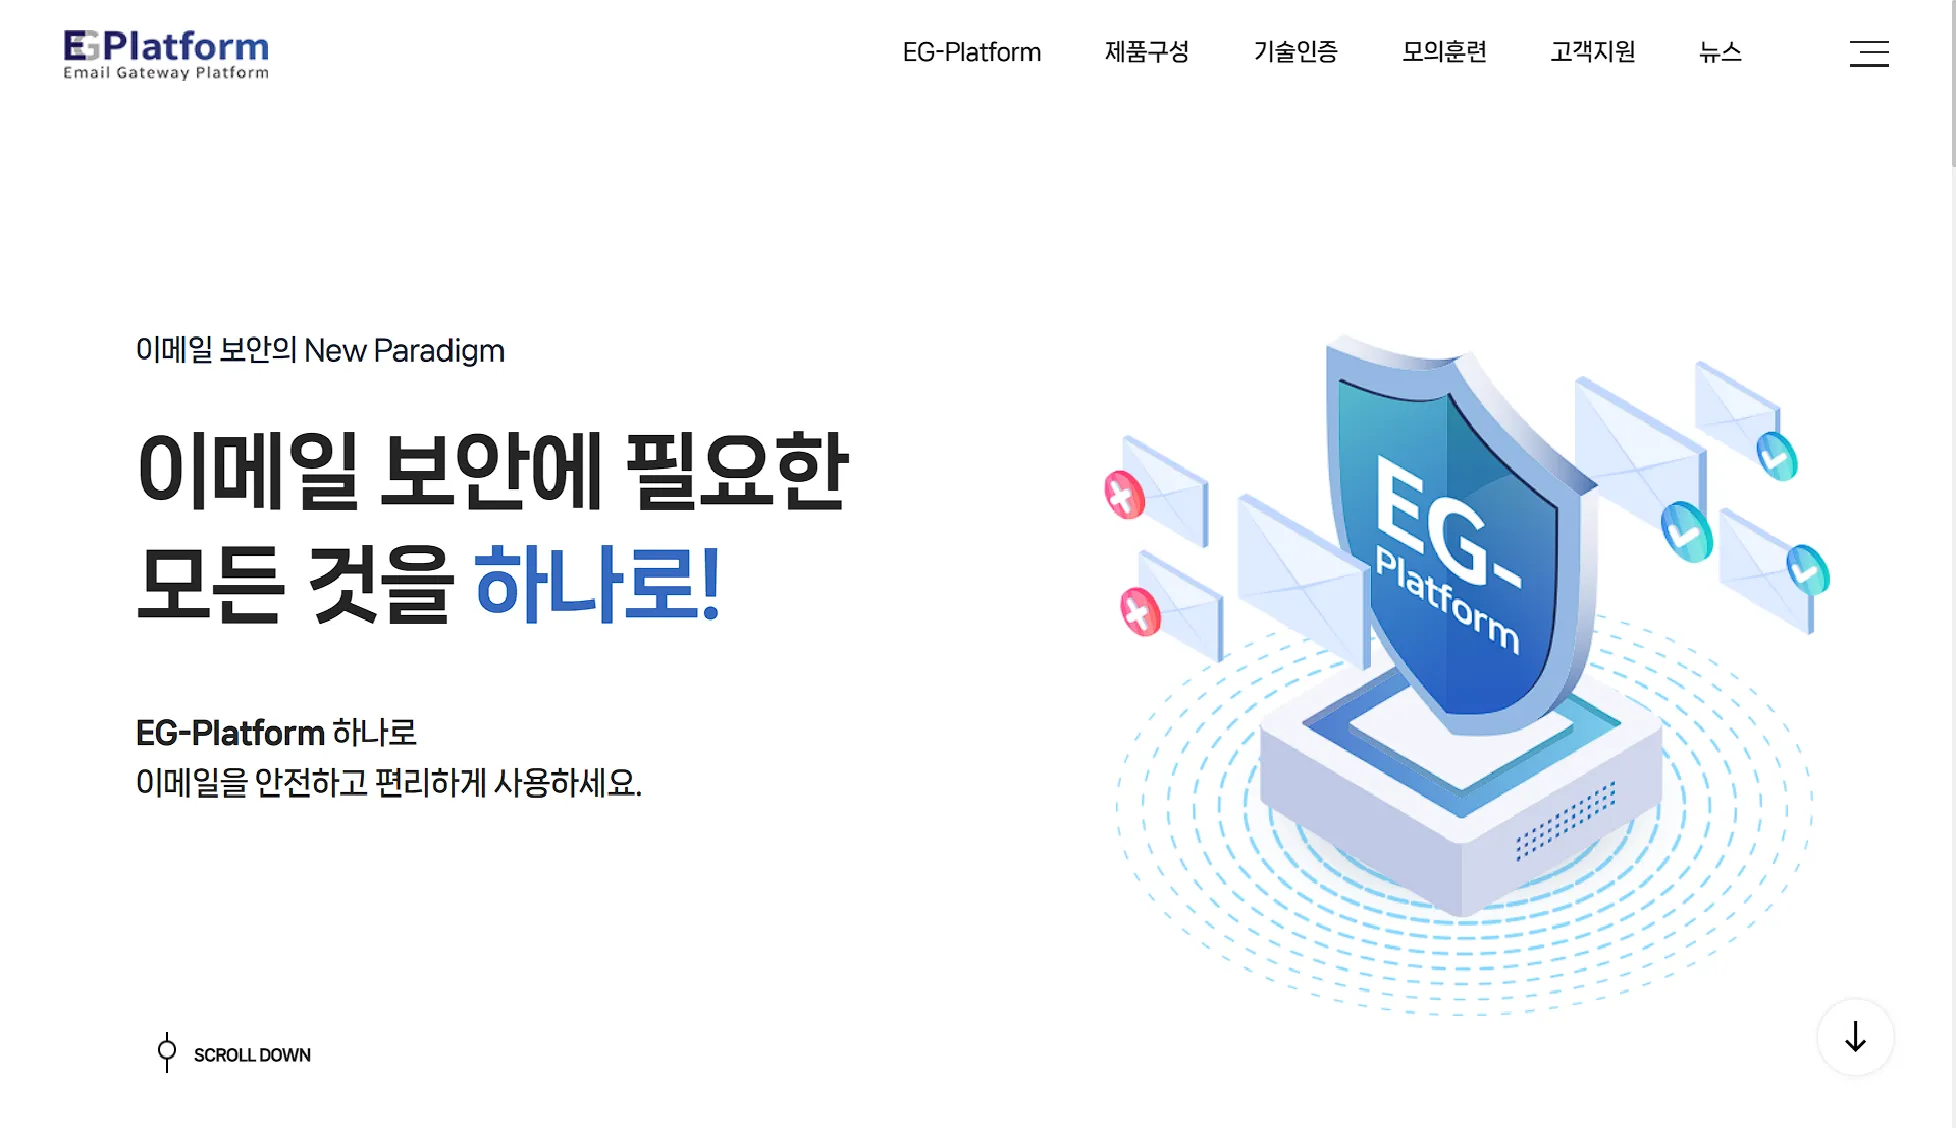 EGPlatform
Email Gateway Platform
EG-Platform 제품구성 기술인증 모의훈련 고객지원 뉴스
이메일 보안의 New Paradigm
이메일 보안에 필요한
모든 것을 하나로!
EG-Platform 하나로
이메일을 안전하고 편리하게 사용하세요.
EG-
Platform
SCROLL DOWN